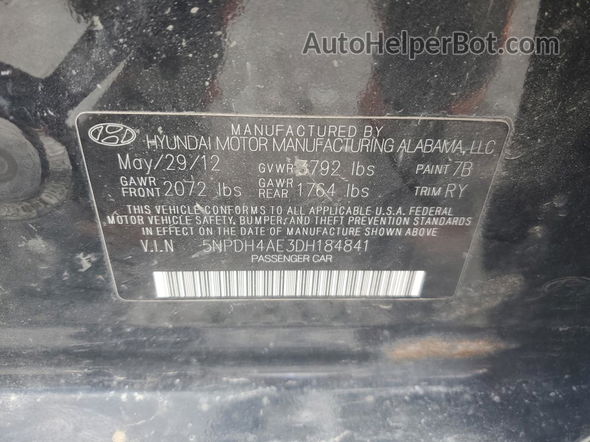 AutoHelperBot.com
MANUFACTURED BY
HYUNDAI MOTOR MANUFACTURING ALABAMA, LLC
May/29/12 GVWR 3792 lbs PAINT 7B
GAWR FRONT 2072 lbs GAWR REAR 1764 lbs TRIM RY
THIS VEHICLE CONFORMS TO ALL APPLICABLE U.S.A. FEDERAL
MOTOR VEHICLE SAFETY, BUMPER, AND THEFT PREVENTION
STANDARDS IN EFFECT ON THE DATE OF MANUFACTURE SHOWN ABOVE.
V.I.N 5NPDH4AE3DH184841
PASSENGER CAR